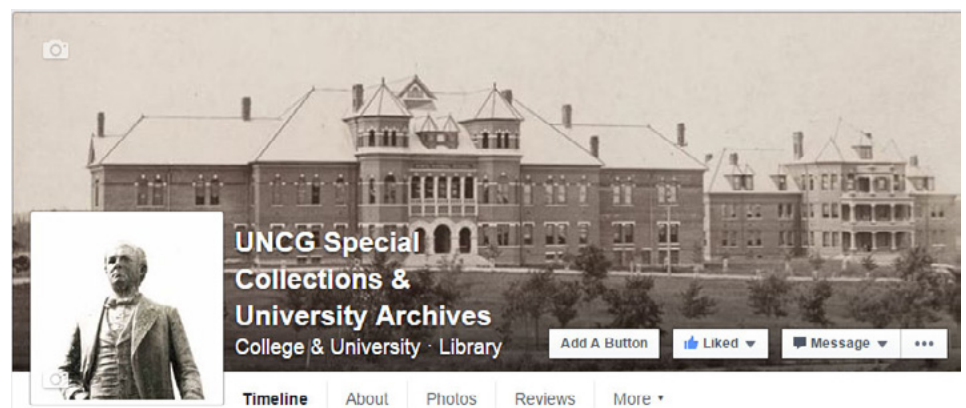 UNCG Special
Collections &
University Archives
College & University · Library
Add A Button
Liked
Message
Timeline
About
Photos
Reviews
More